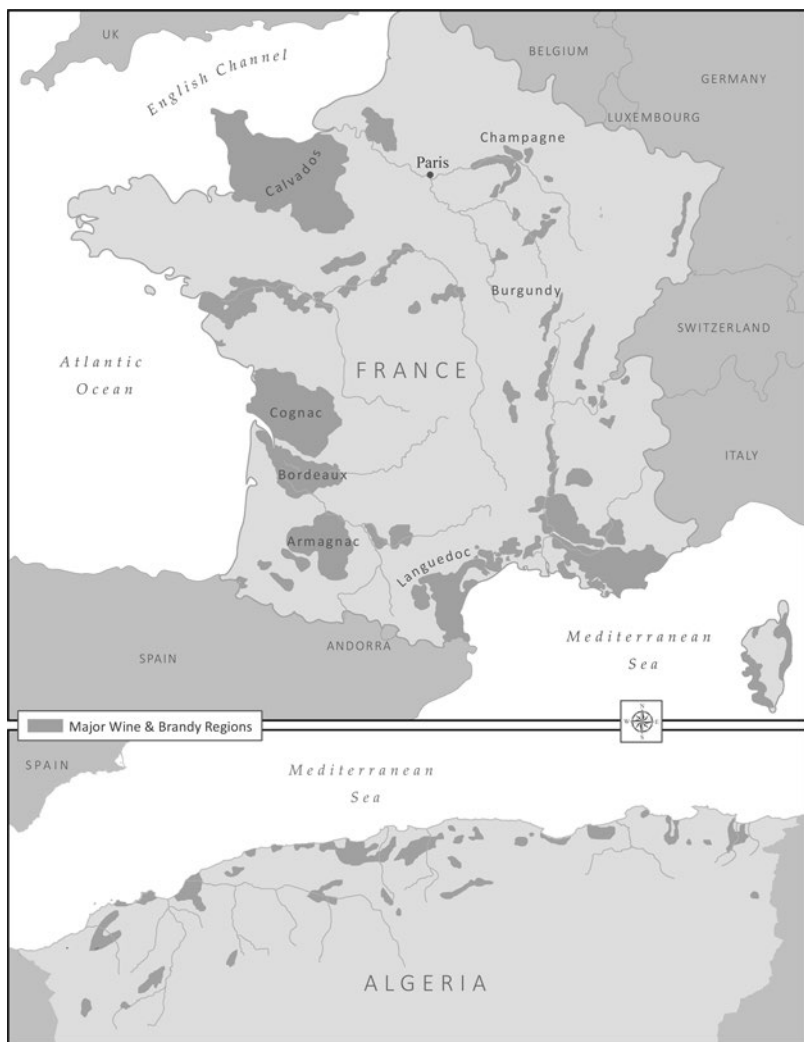 UK
English Channel
BELGIUM
GERMANY
LUXEMBOURG
Champagne
Paris
Calvados
Burgundy
SWITZERLAND
Atlantic
Ocean
FRANCE
Cognac
ITALY
Bordeaux
Armagnac
Languedoc
Mediterranean
Sea
ANDORRA
SPAIN
Major Wine & Brandy Regions
N
W
E
S
SPAIN
Mediterranean
Sea
ALGERIA